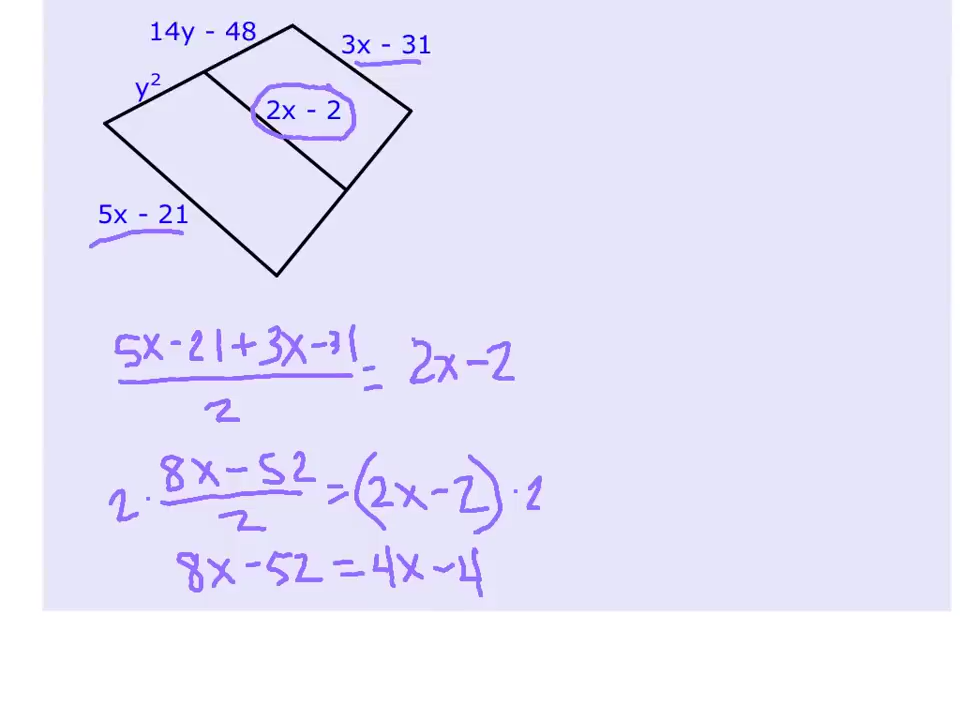 14y - 48
3x - 31
y²
2x - 2
5x - 21
5x-21+3x-31 / 2 = 2x-2
2 · 8x-52 / 2 = (2x-2) · 2
8x-52 = 4x-4